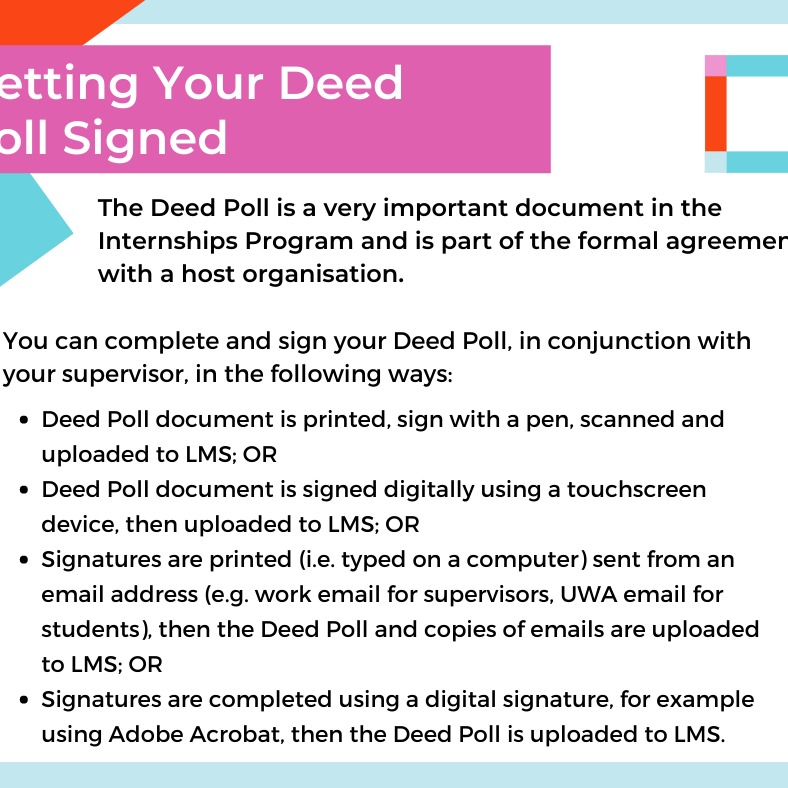 etting Your Deed
oll Signed
The Deed Poll is a very important document in the
Internships Program and is part of the formal agreemen
with a host organisation.
You can complete and sign your Deed Poll, in conjunction with
your supervisor, in the following ways:
• Deed Poll document is printed, sign with a pen, scanned and
uploaded to LMS; OR
• Deed Poll document is signed digitally using a touchscreen
device, then uploaded to LMS; OR
• Signatures are printed (i.e. typed on a computer) sent from an
email address (e.g. work email for supervisors, UWA email for
students), then the Deed Poll and copies of emails are uploaded
to LMS; OR
• Signatures are completed using a digital signature, for example
using Adobe Acrobat, then the Deed Poll is uploaded to LMS.